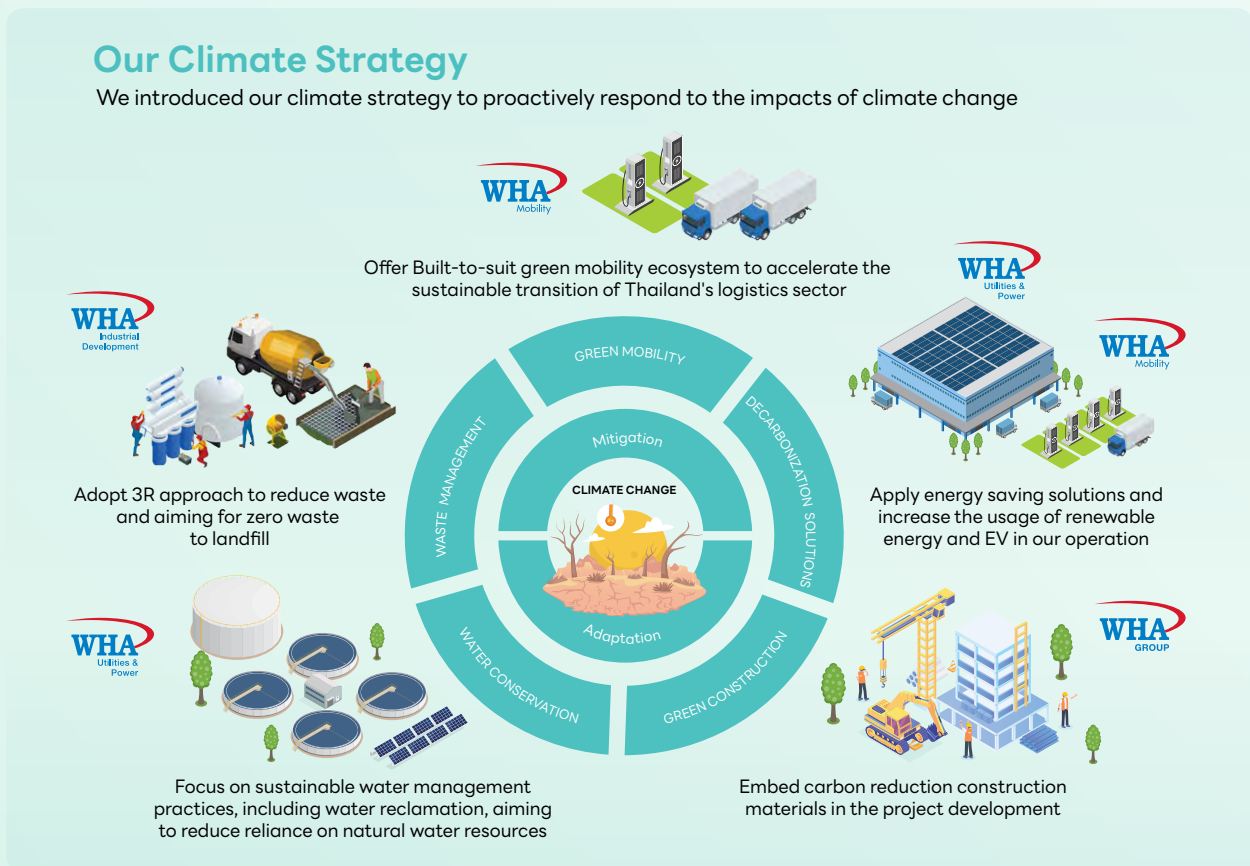 Our Climate Strategy
We introduced our climate strategy to proactively respond to the impacts of climate change
WHA
Mobility
Offer Built-to-suit green mobility ecosystem to accelerate the
sustainable transition of Thailand's logistics sector
WHA
Utilities &
Power
WHA
Industrial
Development
WHA
Mobility
GREEN MOBILITY
WASTE MANAGEMENT
DECARBONIZATION SOLUTIONS
Mitigation
CLIMATE CHANGE
Adaptation
Adopt 3R approach to reduce waste
and aiming for zero waste
to landfill
Apply energy saving solutions and
increase the usage of renewable
energy and EV in our operation
WHA
Utilities &
Power
WATER CONSERVATION
GREEN CONSTRUCTION
WHA
GROUP
Focus on sustainable water management
practices, including water reclamation, aiming
to reduce reliance on natural water resources
Embed carbon reduction construction
materials in the project development